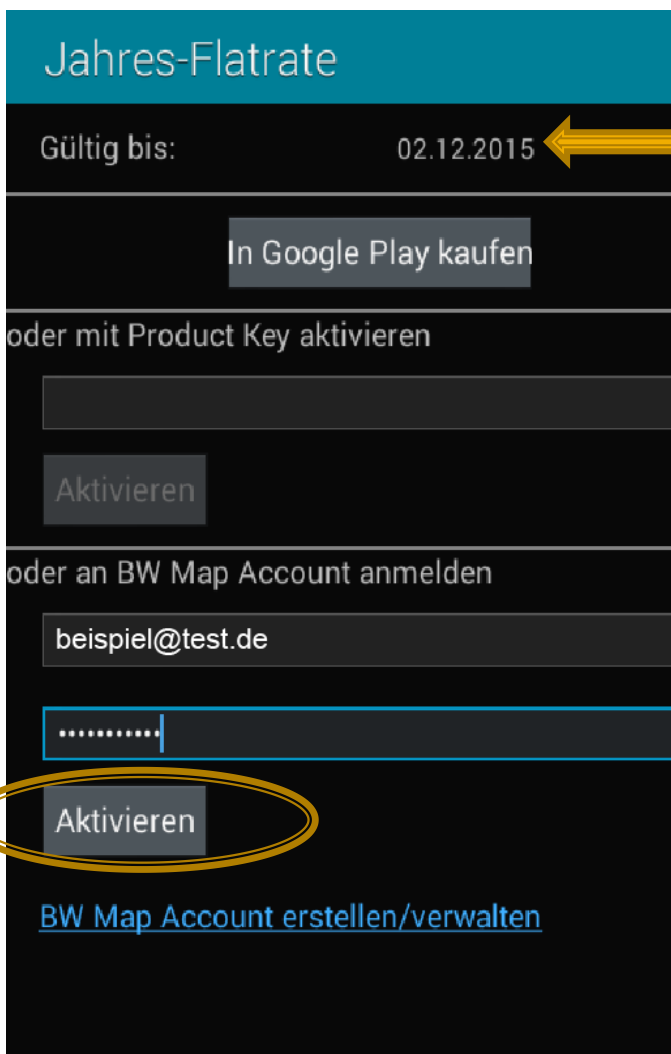 Jahres-Flatrate
Gültig bis: 02.12.2015
In Google Play kaufen
oder mit Product Key aktivieren
Aktivieren
oder an BW Map Account anmelden
beispiel@test.de
•••••••••••
Aktivieren
BW Map Account erstellen/verwalten